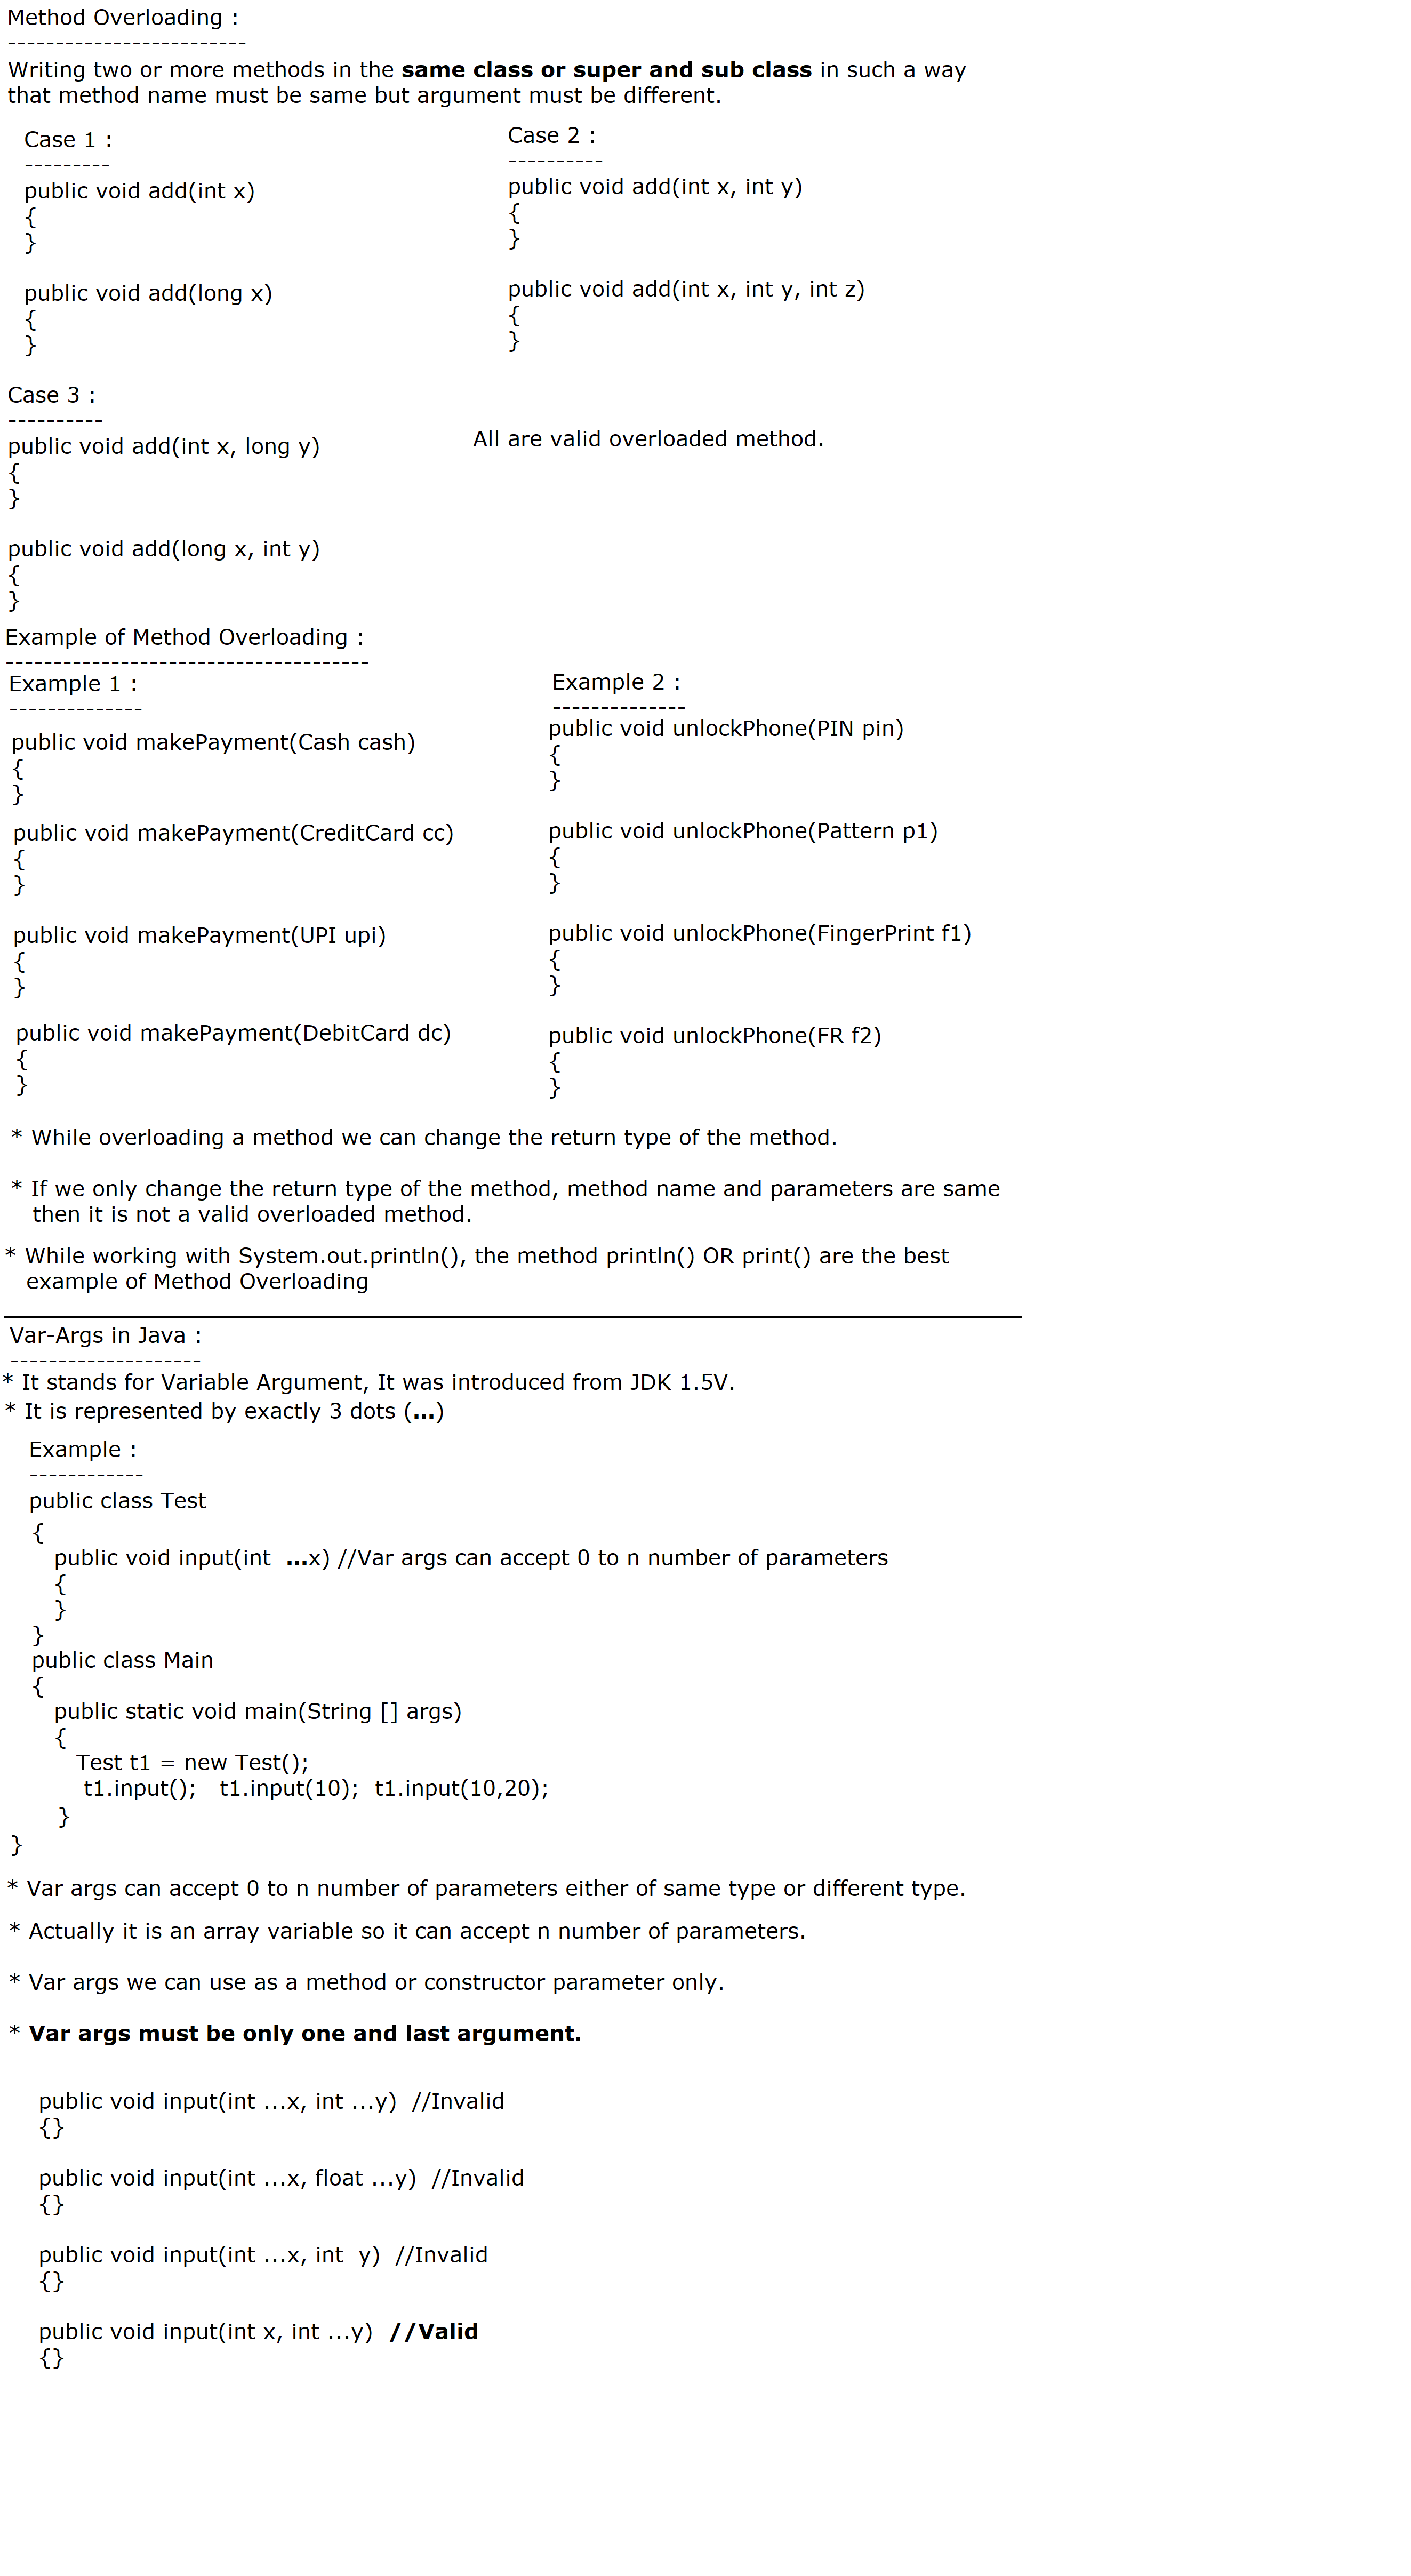 Method Overloading :
-------------------------
Writing two or more methods in the same class or super and sub class in such a way
that method name must be same but argument must be different.
Case 1 :
---------
public void add(int x)
{
}
public void add(long x)
{
}
Case 2 :
----------
public void add(int x, int y)
{
}
public void add(int x, int y, int z)
{
}
Case 3 :
----------
public void add(int x, long y)
{
}
public void add(long x, int y)
{
}
All are valid overloaded method.
Example of Method Overloading :
--------------------------------------
Example 1 :
--------------
public void makePayment(Cash cash)
{
}
public void makePayment(CreditCard cc)
{
}
public void makePayment(UPI upi)
{
}
public void makePayment(DebitCard dc)
{
}
Example 2 :
--------------
public void unlockPhone(PIN pin)
{
}
public void unlockPhone(Pattern p1)
{
}
public void unlockPhone(FingerPrint f1)
{
}
public void unlockPhone(FR f2)
{
}
* While overloading a method we can change the return type of the method.
* If we only change the return type of the method, method name and parameters are same
then it is not a valid overloaded method.
* While working with System.out.println(), the method println() OR print() are the best
example of Method Overloading
Var-Args in Java :
--------------------
* It stands for Variable Argument, It was introduced from JDK 1.5V.
* It is represented by exactly 3 dots (...)
Example :
------------
public class Test
{
public void input(int  ...x) //Var args can accept 0 to n number of parameters
{
}
}
public class Main
{
public static void main(String [] args)
{
Test t1 = new Test();
t1.input();   t1.input(10);  t1.input(10,20);
}
}
* Var args can accept 0 to n number of parameters either of same type or different type.
* Actually it is an array variable so it can accept n number of parameters.
* Var args we can use as a method or constructor parameter only.
* Var args must be only one and last argument.
public void input(int ...x, int ...y)  //Invalid
{}
public void input(int ...x, float ...y)  //Invalid
{}
public void input(int ...x, int  y)  //Invalid
{}
public void input(int x, int ...y)  //Valid
{}